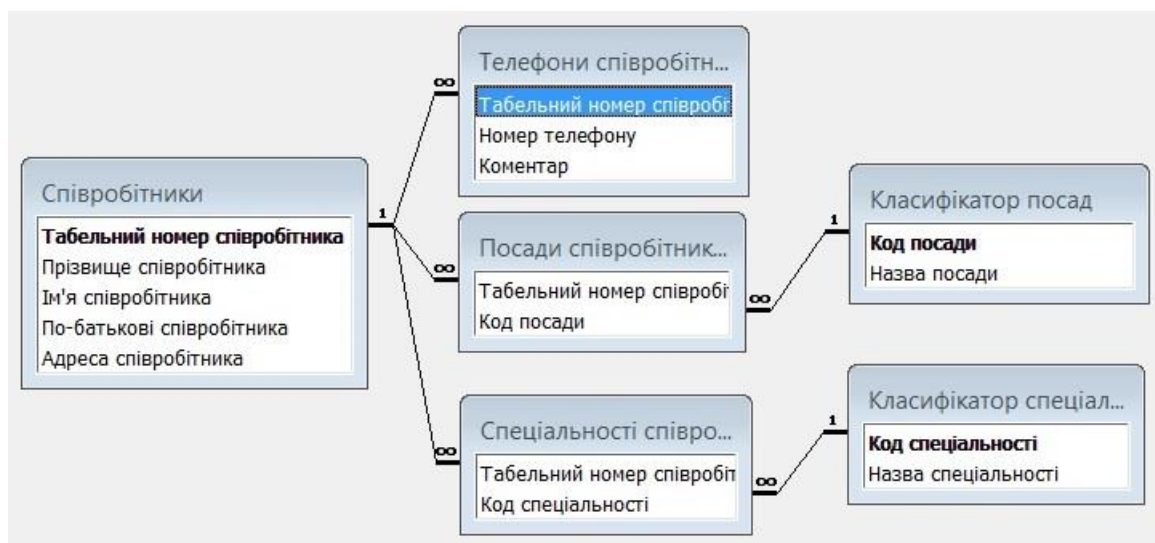 Телефони співробітн...
Табельний номер співробі
Номер телефону
Коментар
Співробітники
Табельний номер співробітника
Прізвище співробітника
Ім'я співробітника
По-батькові співробітника
Адреса співробітника
1
∞
∞
∞
Посади співробітник...
Табельний номер співробі
Код посади
∞
1
Класифікатор посад
Код посади
Назва посади
Спеціальності співро...
Табельний номер співробіт
Код спеціальності
∞
1
Класифікатор спеціал...
Код спеціальності
Назва спеціальності